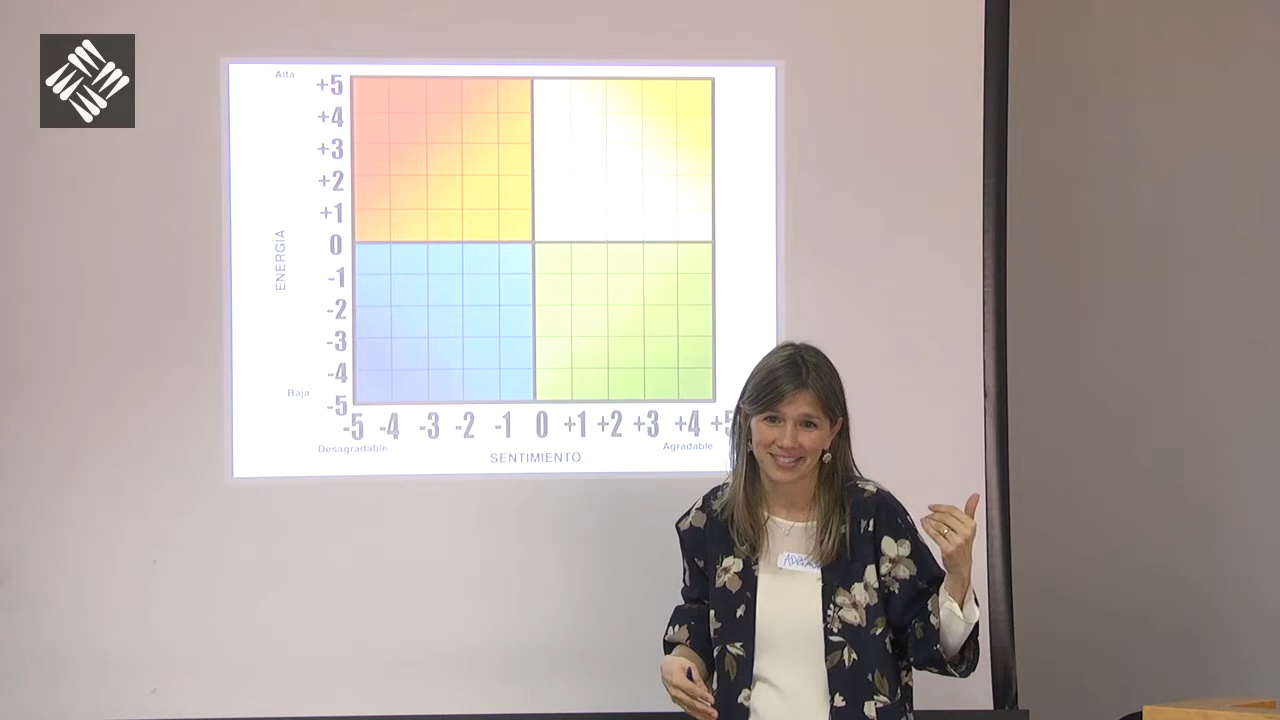 Alta
+5
+4
+3
+2
+1
0
-1
-2
-3
-4
-5
ENERGÍA
Baja
-5 -4 -3 -2 -1 0 +1 +2 +3 +4 +5
Desagradable
Agradable
SENTIMIENTO